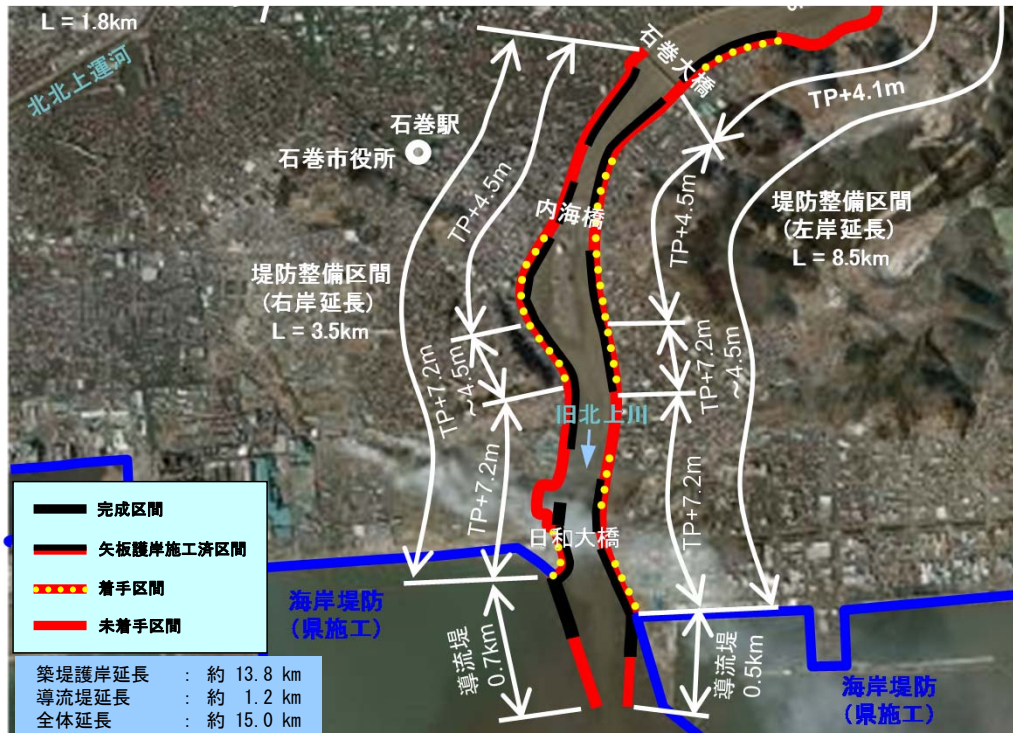 L = 1.8km
北北上運河
石巻駅
石巻市役所
石巻大橋
TP+4.1m
TP+4.5m
内海橋
TP+4.5m
堤防整備区間
(左岸延長)
L = 8.5km
堤防整備区間
(右岸延長)
L = 3.5km
TP+7.2m
~4.5m
TP+7.2m
~4.5m
旧北上川
TP+7.2m
TP+7.2m
日和大橋
完成区間
矢板護岸施工済区間
着手区間
未着手区間
海岸堤防
(県施工)
導流堤
0.7km
導流堤
0.5km
海岸堤防
(県施工)
築堤護岸延長 : 約 13.8 km
導流堤延長 : 約 1.2 km
全体延長 : 約 15.0 km